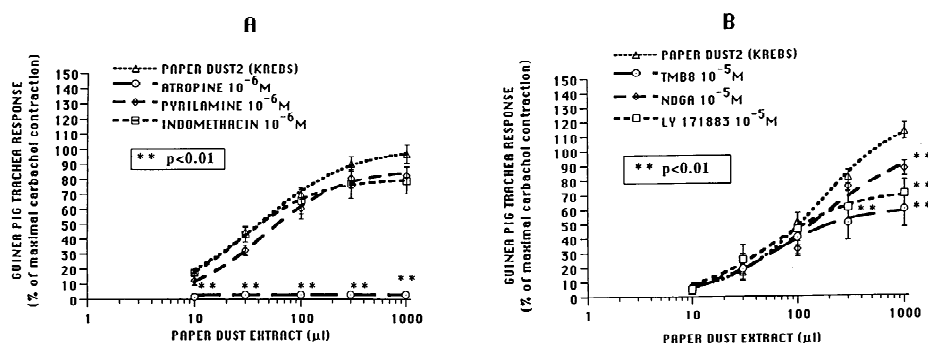 A
PAPER DUST2 (KREBS)
ATROPINE 10-6M
PYRILAMINE 10-6M
INDOMETHACIN 10-6M
** p<0.01
GUINEA PIG TRACHEA RESPONSE
(% of maximal carbachol contraction)
150
140
130
120
110
100
90
80
70
60
50
40
30
20
10
0
** ** ** ** **
1 10 100 1000
PAPER DUST EXTRACT (µl)
B
PAPER DUST2 (KREBS)
TMB8 10-5M
NDGA 10-5M
LY 171883 10-5M
** p<0.01
GUINEA PIG TRACHEA RESPONSE
(% of maximal carbachol contraction)
150
140
130
120
110
100
90
80
70
60
50
40
30
20
10
0
**
**
** **
1 10 100 1000
PAPER DUST EXTRACT (µl)